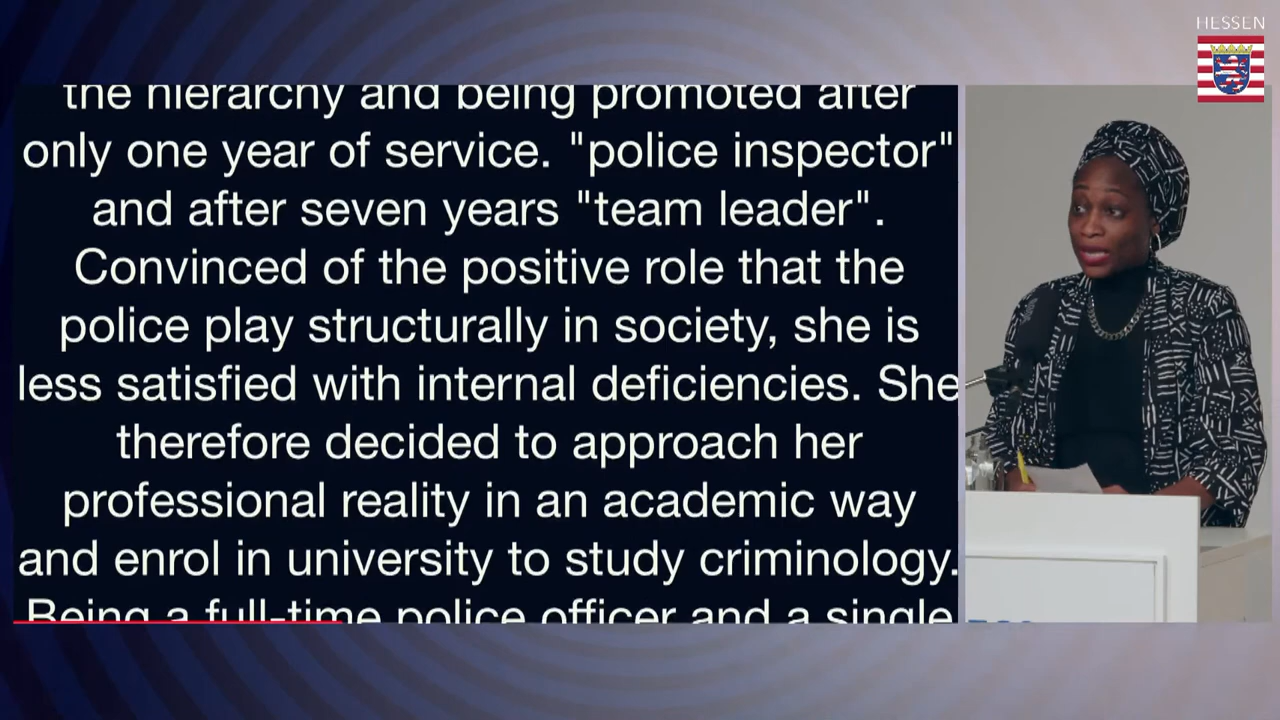 HESSEN
the hierarchy and being promoted after
only one year of service. "police inspector"
and after seven years "team leader".
Convinced of the positive role that the
police play structurally in society, she is
less satisfied with internal deficiencies. She
therefore decided to approach her
professional reality in an academic way
and enrol in university to study criminology.
Being a full-time police officer and a single